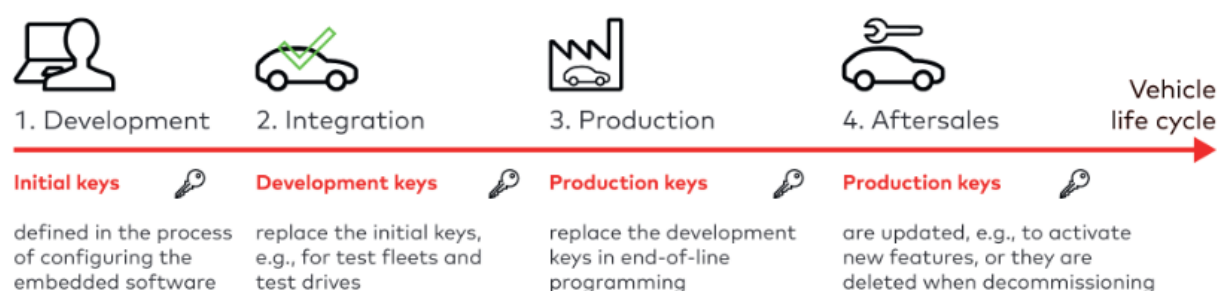 1. Development
2. Integration
3. Production
4. Aftersales
Vehicle
life cycle
Initial keys
defined in the process
of configuring the
embedded software
Development keys
replace the initial keys,
e.g., for test fleets and
test drives
Production keys
replace the development
keys in end-of-line
programming
Production keys
are updated, e.g., to activate
new features, or they are
deleted when decommissioning